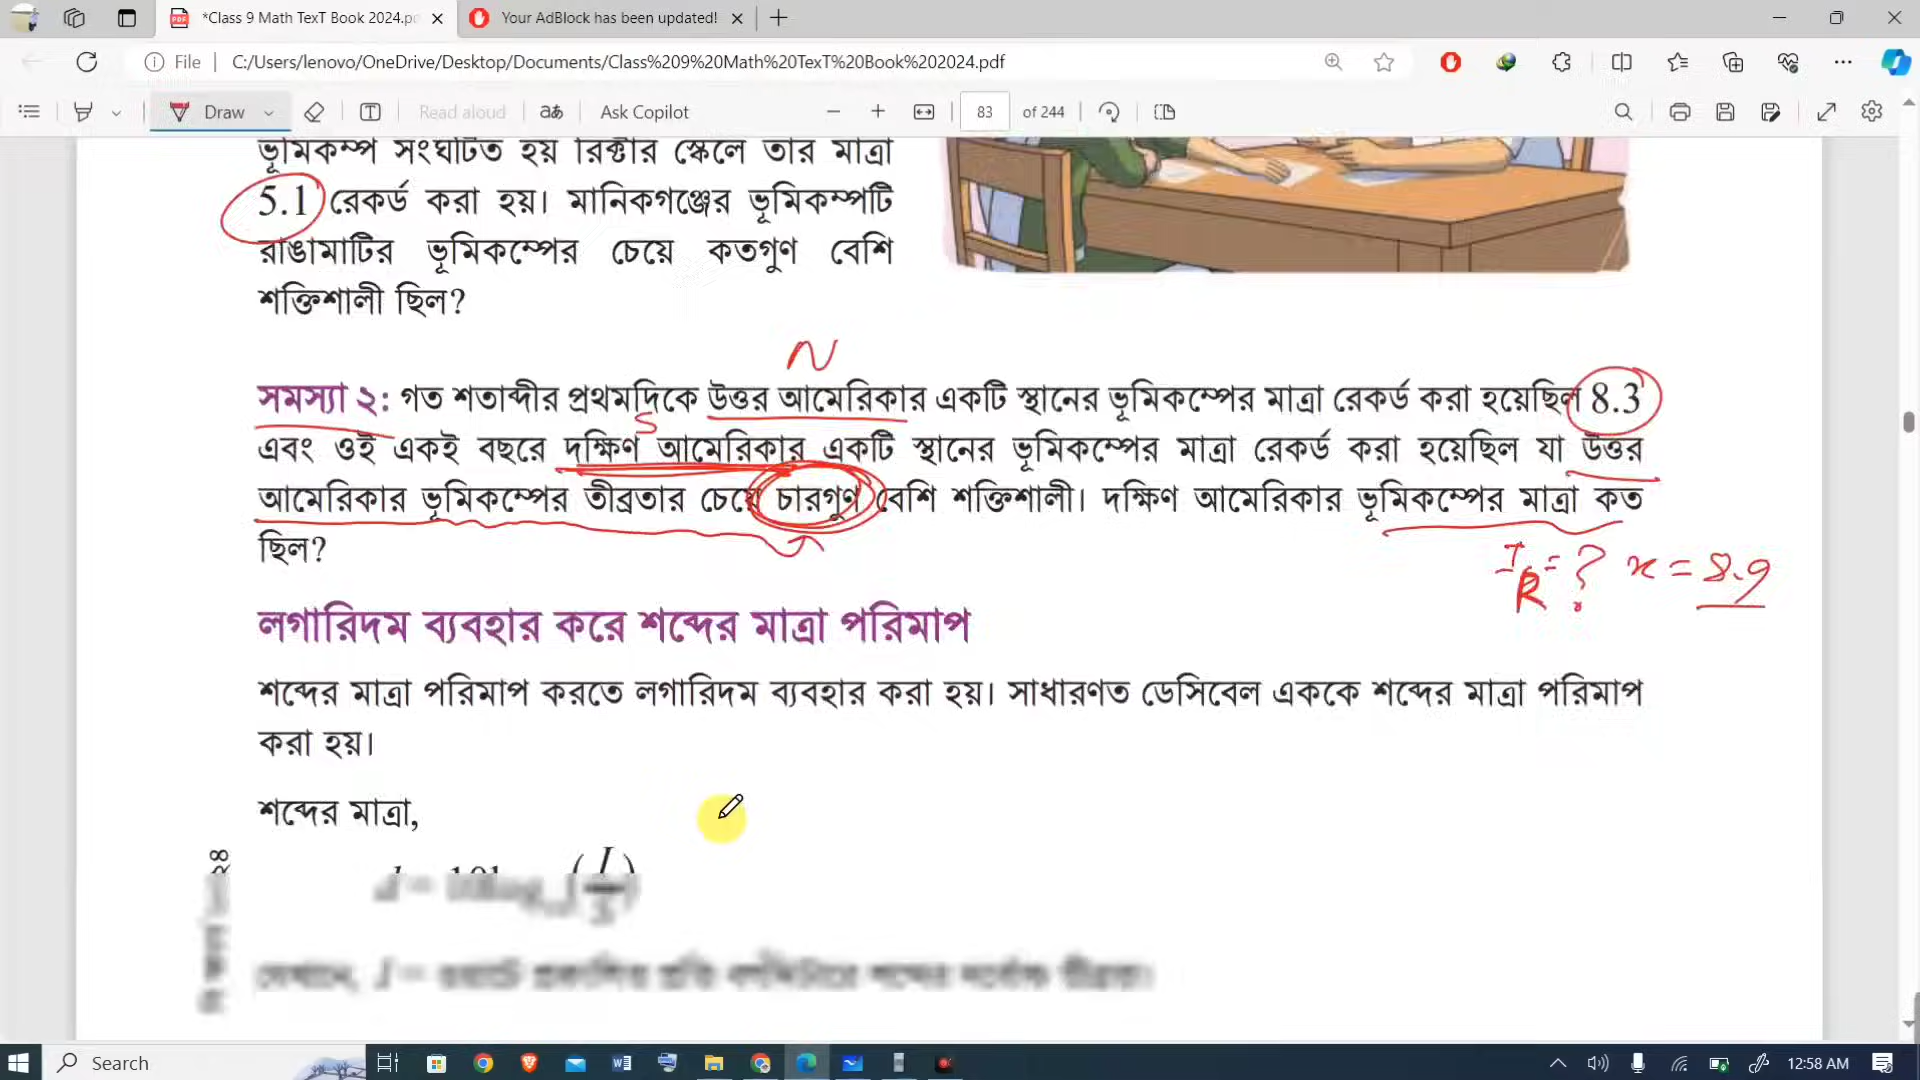 *Class 9 Math TexT Book 2024.p
Your AdBlock has been updated!
File
C:/Users/lenovo/OneDrive/Desktop/Documents/Class%209%20Math%20TexT%20Book%202024.pdf
Draw
Read aloud
aあ
Ask Copilot
83
of 244
ভূমিকম্প সংঘটিত হয় রিক্টার স্কেলে তার মাত্রা
5.1 রেকর্ড করা হয়। মানিকগঞ্জের ভূমিকম্পটি
রাঙামাটির ভূমিকম্পের চেয়ে কতগুণ বেশি
শক্তিশালী ছিল?
N
সমস্যা ২: গত শতাব্দীর প্রথমদিকে উত্তর আমেরিকার একটি স্থানের ভূমিকম্পের মাত্রা রেকর্ড করা হয়েছিল 8.3
S
এবং ওই একই বছরে দক্ষিণ আমেরিকার একটি স্থানের ভূমিকম্পের মাত্রা রেকর্ড করা হয়েছিল যা উত্তর
আমেরিকার ভূমিকম্পের তীব্রতার চেয়ে চারগুণ বেশি শক্তিশালী। দক্ষিণ আমেরিকার ভূমিকম্পের মাত্রা কত
ছিল?
R = ? x = 8.9
লগারিদম ব্যবহার করে শব্দের মাত্রা পরিমাপ
শব্দের মাত্রা পরিমাপ করতে লগারিদম ব্যবহার করা হয়। সাধারণত ডেসিবেল এককে শব্দের মাত্রা পরিমাপ
করা হয়।
শব্দের মাত্রা,
Search
12:58 AM